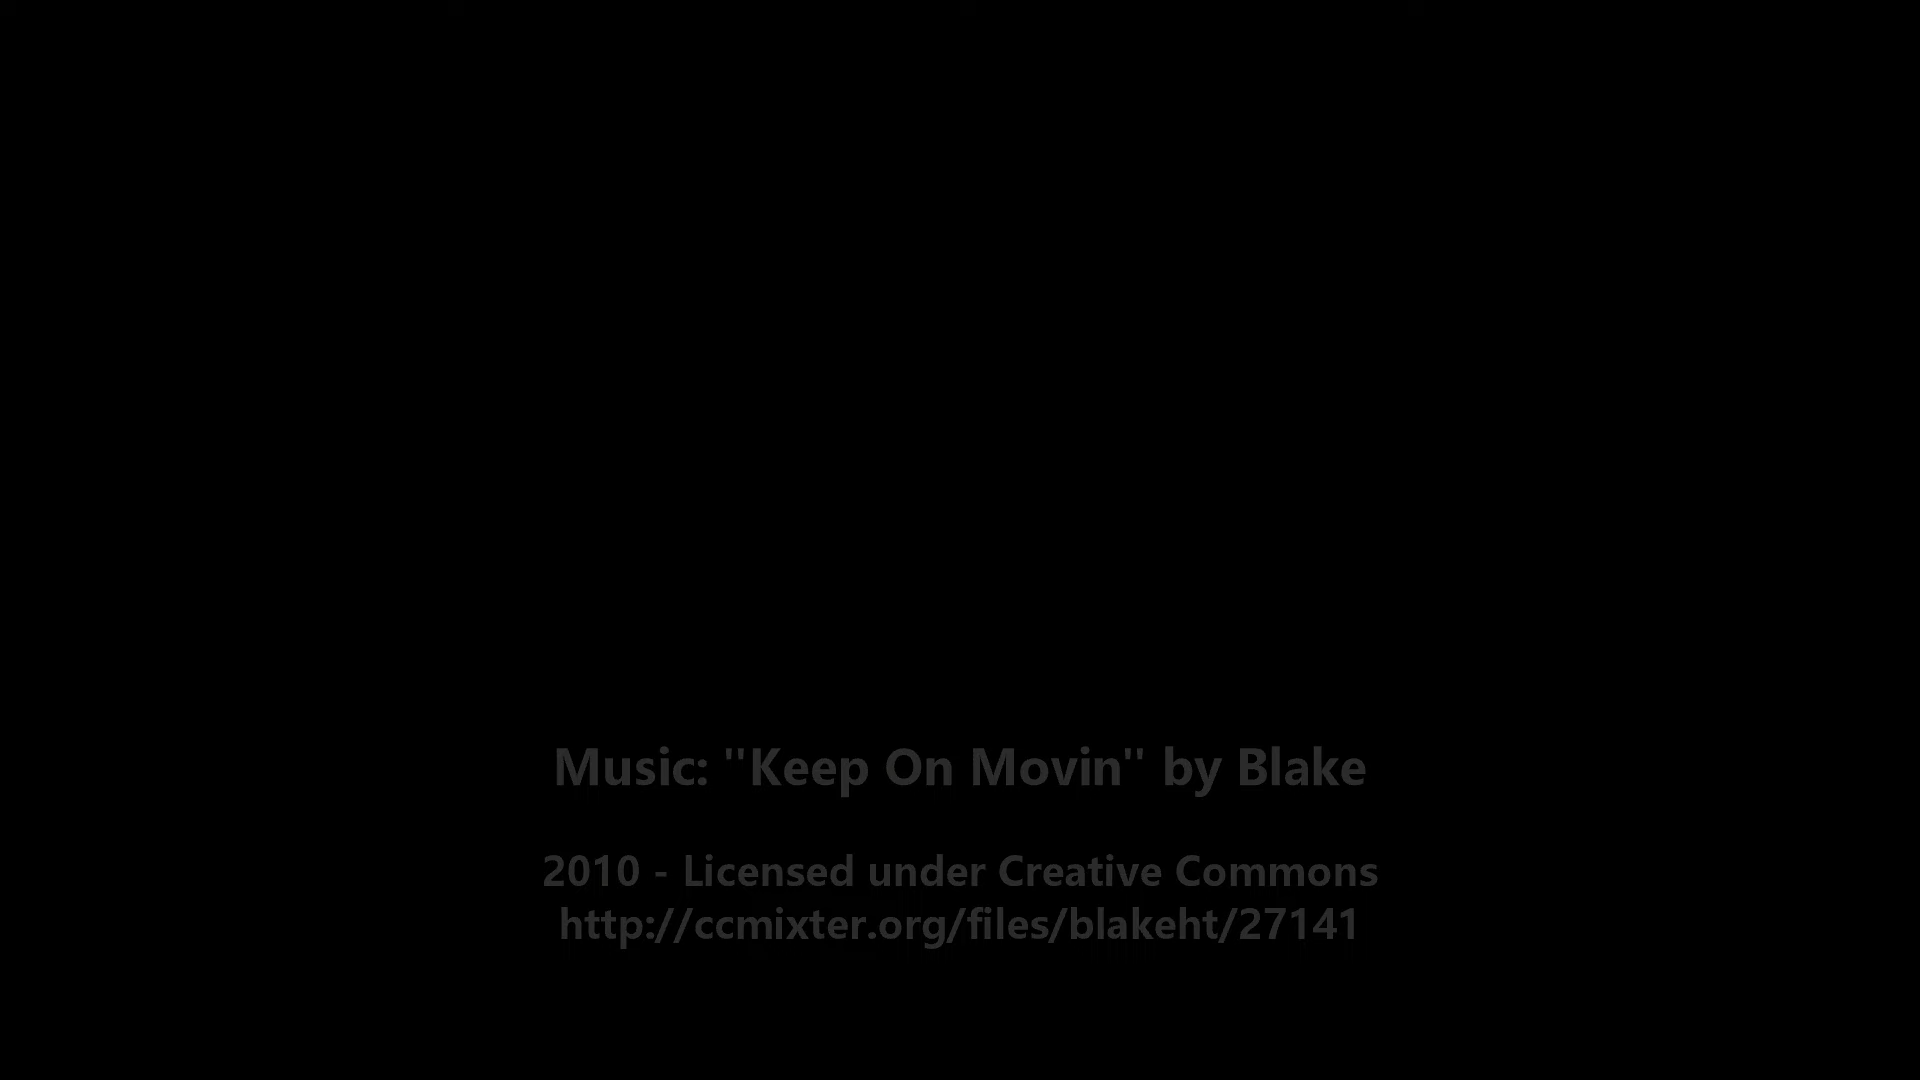 Music: "Keep On Movin" by Blake
2010 - Licensed under Creative Commons
http://ccmixter.org/files/blakeht/27141